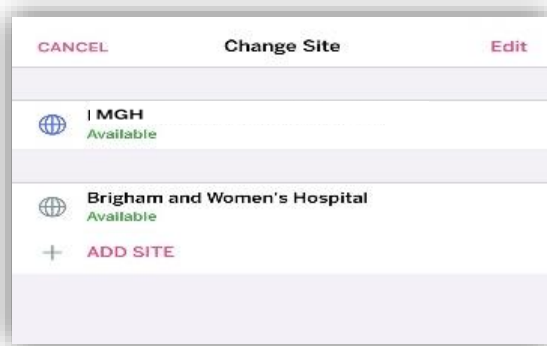 CANCEL Change Site Edit
| MGH
Available
Brigham and Women's Hospital
Available
+ ADD SITE